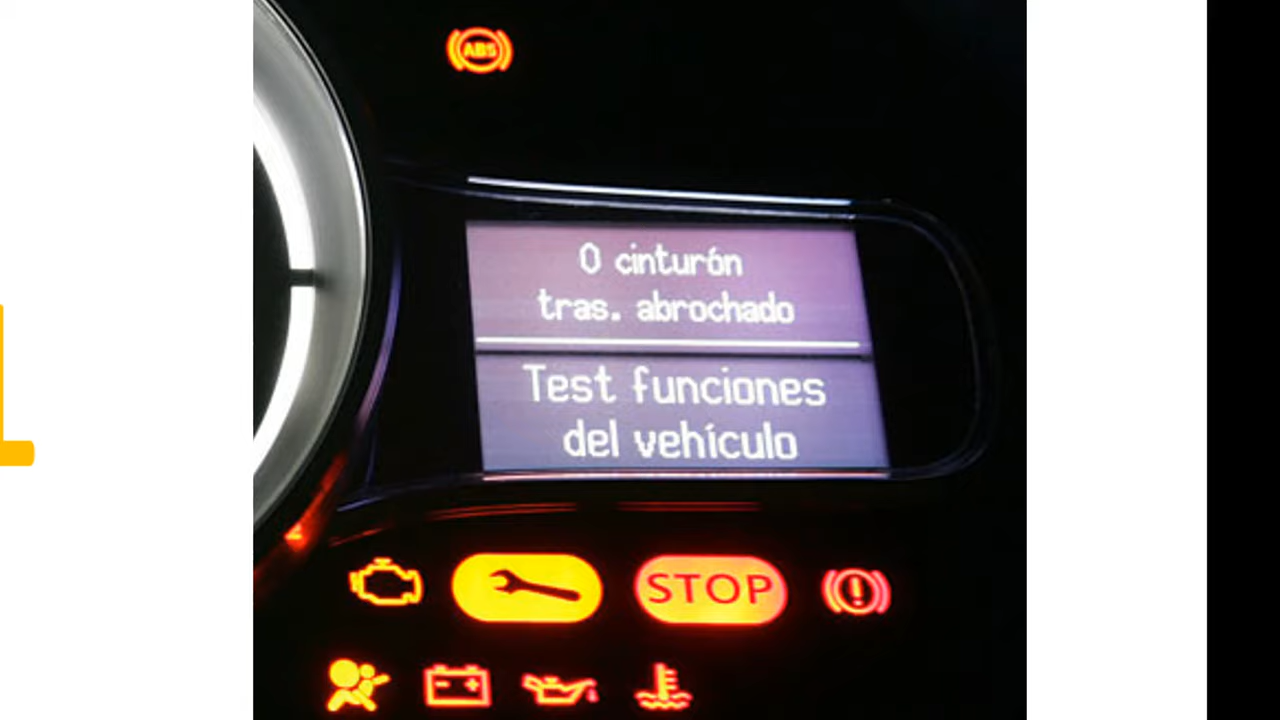 ABS
0 cinturón
tras. abrochado
Test funciones
del vehículo
STOP